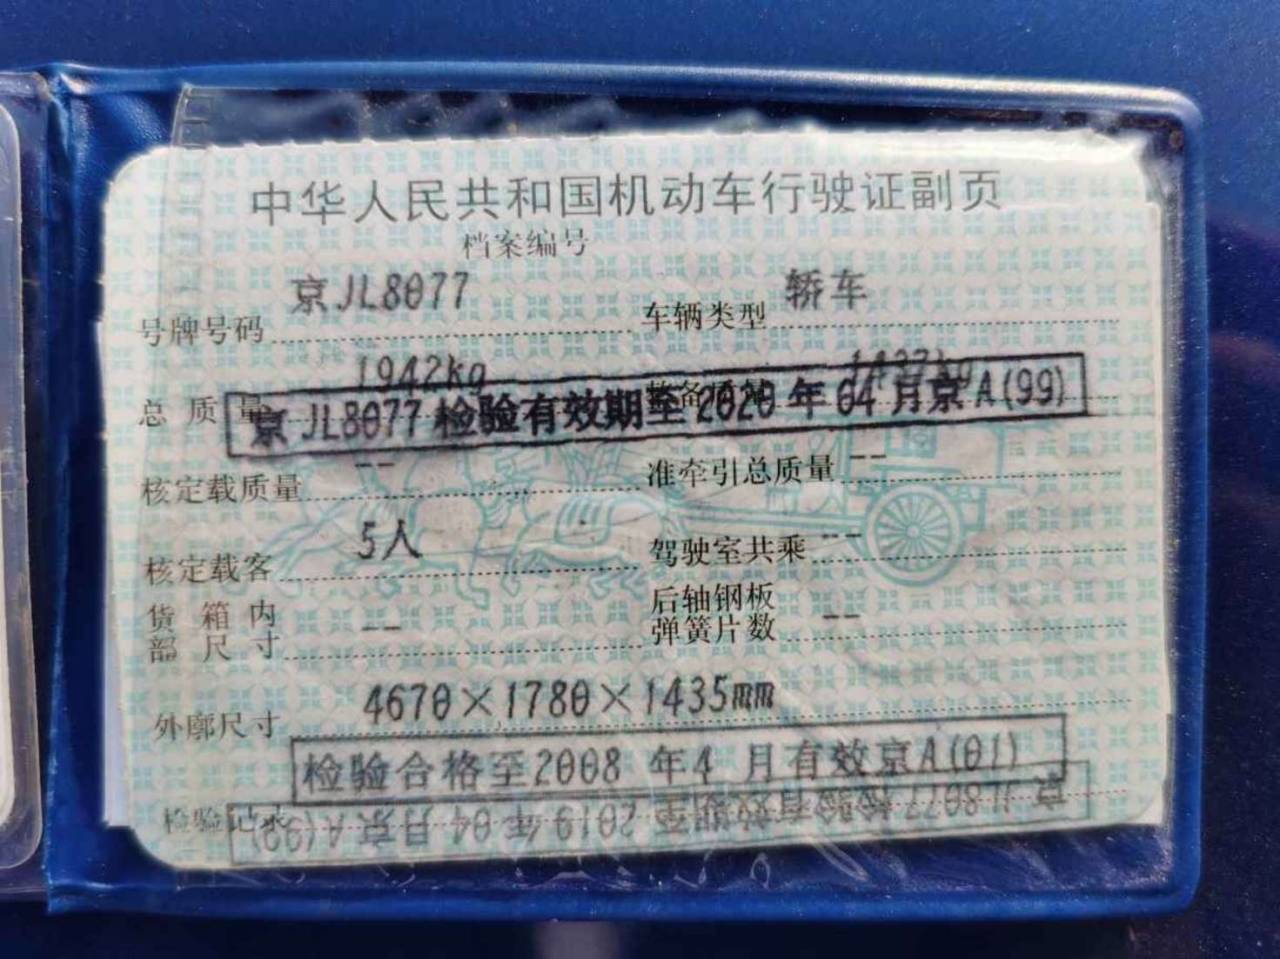 中华人民共和国机动车行驶证副页
档案编号
号牌号码 京JL8077 车辆类型 轿车
总质量 1942kg 整备质量 1437kg
京JL8077检验有效期至2020年04月京A(99)
核定载质量 -- 准牵引总质量 --
核定载客 5人 驾驶室共乘 --
货箱内部尺寸 -- 后轴钢板弹簧片数 --
外廓尺寸 4670×1780×1435mm
检验合格至2008年4月有效京A(01)
检验记录
京JL8077检验有效期至2019年04月京A(99)